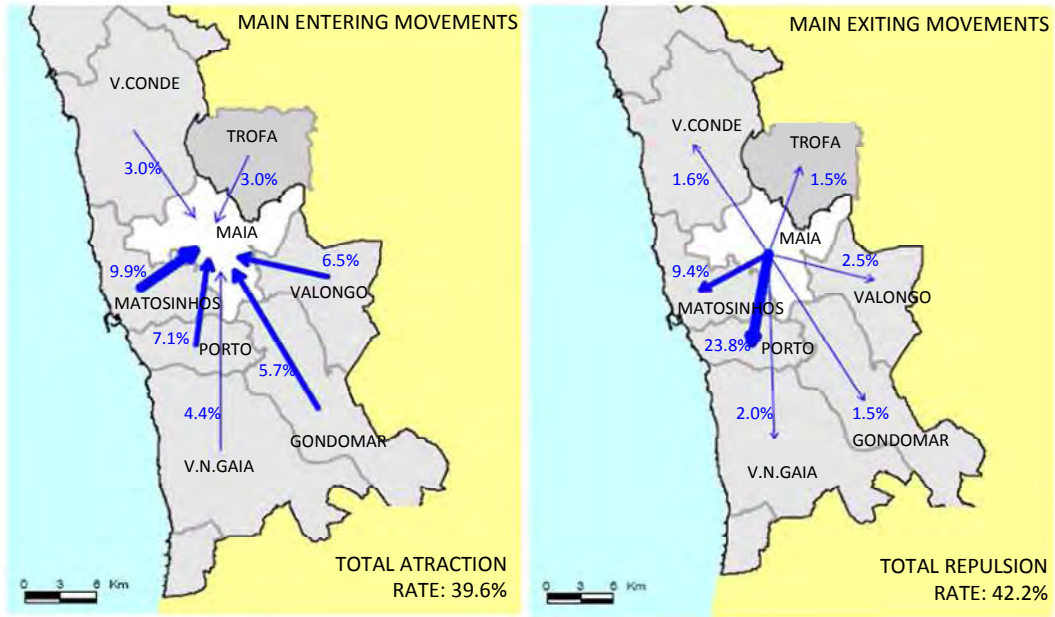 MAIN ENTERING MOVEMENTS
V.CONDE
TROFA
3.0%
3.0%
MAIA
9.9%
6.5%
MATOSINHOS
VALONGO
7.1%
PORTO
5.7%
4.4%
GONDOMAR
V.N.GAIA
TOTAL ATRACTION
RATE: 39.6%
0 3 6 Km
MAIN EXITING MOVEMENTS
V.CONDE
TROFA
1.6%
1.5%
MAIA
9.4%
2.5%
MATOSINHOS
VALONGO
23.8%
PORTO
2.0%
1.5%
GONDOMAR
V.N.GAIA
TOTAL REPULSION
RATE: 42.2%
0 3 6 Km